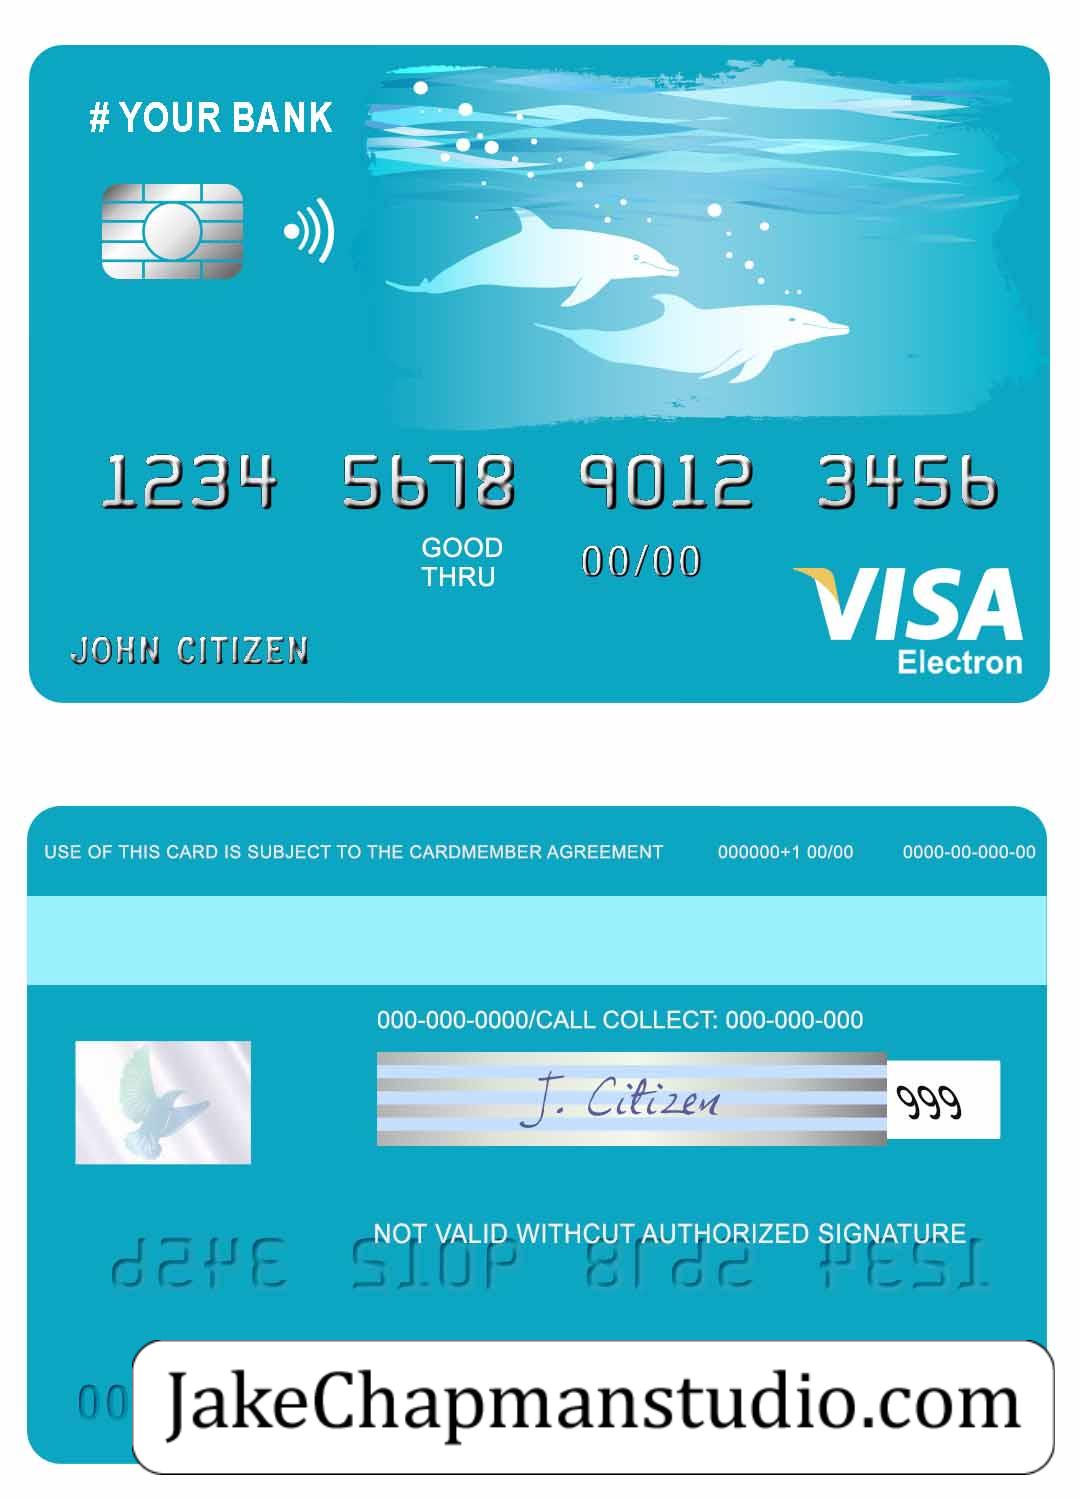 # YOUR BANK
1234 5678 9012 3456
GOOD
THRU
00/00
VISA
Electron
JOHN CITIZEN
USE OF THIS CARD IS SUBJECT TO THE CARDMEMBER AGREEMENT 000000+1 00/00 0000-00-000-00
000-000-0000/CALL COLLECT: 000-000-000
J. Citizen
999
NOT VALID WITHCUT AUTHORIZED SIGNATURE
00
JakeChapmanstudio.com